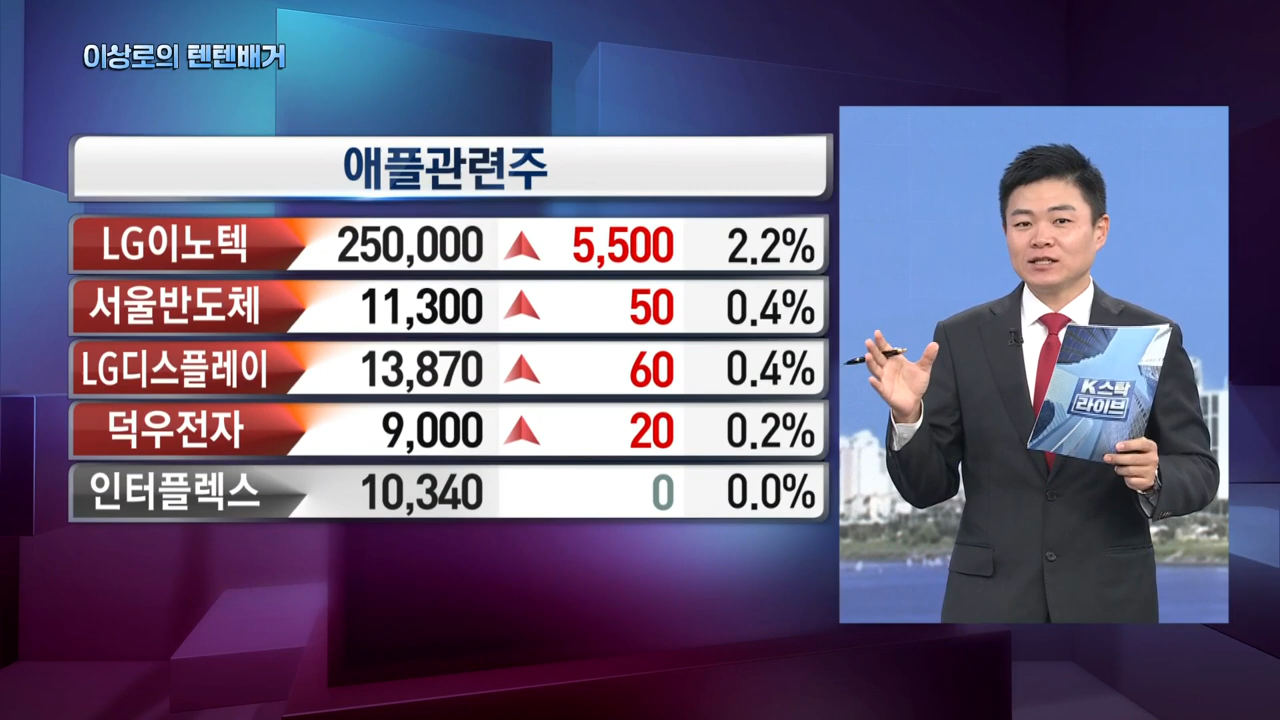 이상로의 텐텐배거
애플관련주
LG이노텍 250,000 ▲ 5,500 2.2%
서울반도체 11,300 ▲ 50 0.4%
LG디스플레이 13,870 ▲ 60 0.4%
덕우전자 9,000 ▲ 20 0.2%
인터플렉스 10,340 0 0.0%
K스탁
라이브